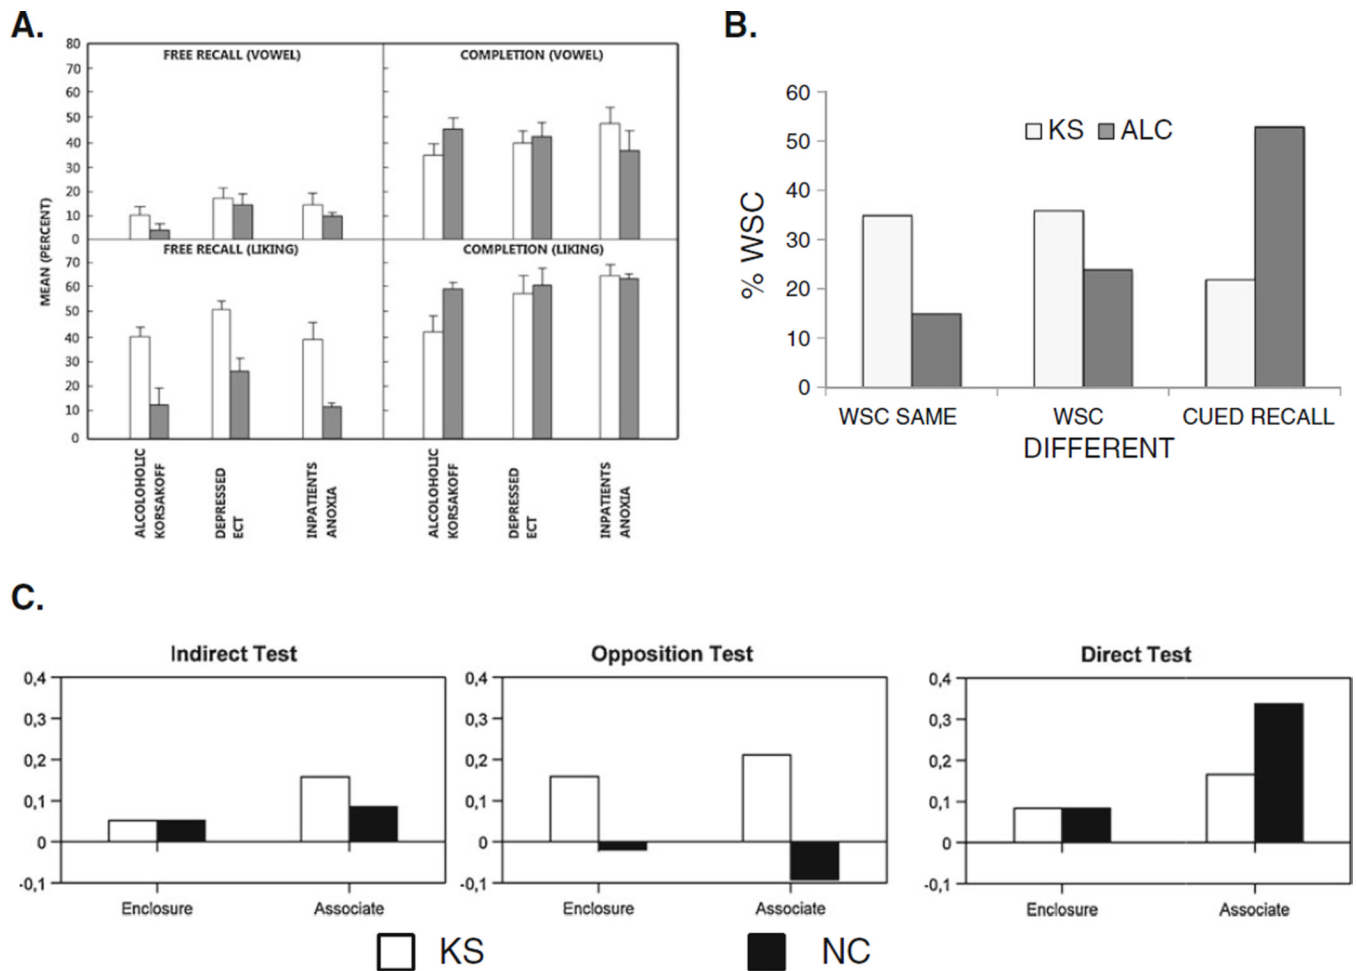 A.
80
70
60
50
40
30
20
10
0
70
60
50
40
30
20
10
0
MEAN (PERCENT)
FREE RECALL (VOWEL)
COMPLETION (VOWEL)
FREE RECALL (LIKING)
COMPLETION (LIKING)
ALCOLOHOLIC
KORSAKOFF
DEPRESSED
ECT
INPATIENTS
ANOXIA
ALCOLOHOLIC
KORSAKOFF
DEPRESSED
ECT
INPATIENTS
ANOXIA
B.
60
50
40
30
20
10
0
% WSC
KS ALC
WSC SAME WSC CUED RECALL
DIFFERENT
C.
Indirect Test
0,4
0,3
0,2
0,1
0
-0,1
Enclosure Associate
Opposition Test
0,4
0,3
0,2
0,1
0
-0,1
Enclosure Associate
Direct Test
0,4
0,3
0,2
0,1
0
-0,1
Enclosure Associate
KS NC